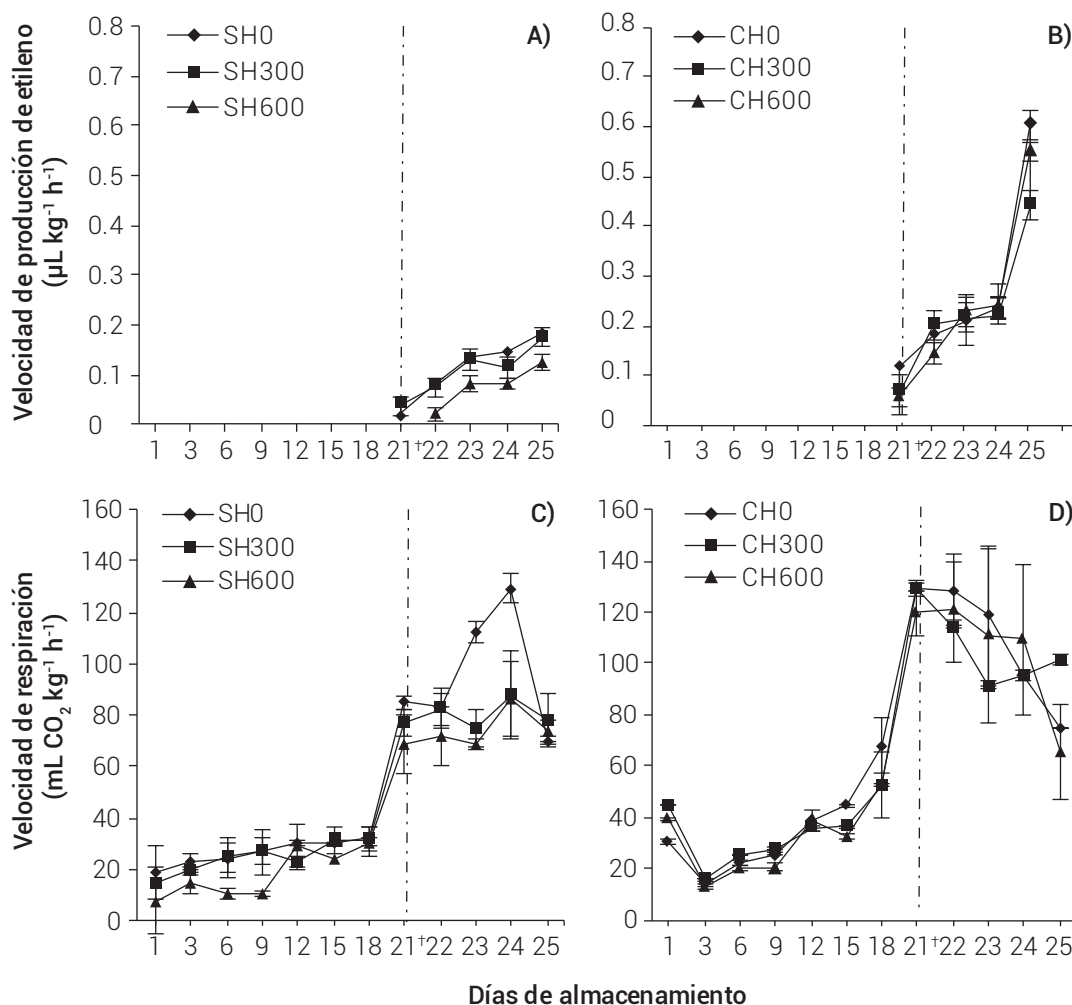 Velocidad de producción de etileno
(µL kg⁻¹ h⁻¹)
0.8
0.7
0.6
0.5
0.4
0.3
0.2
0.1
0
SH0
SH300
SH600
A)
1 3 6 9 12 15 18 21† 22 23 24 25
0.8
0.7
0.6
0.5
0.4
0.3
0.2
0.1
0
CH0
CH300
CH600
B)
1 3 6 9 12 15 18 21† 22 23 24 25
Velocidad de respiración
(mL CO₂ kg⁻¹ h⁻¹)
160
140
120
100
80
60
40
20
0
SH0
SH300
SH600
C)
1 3 6 9 12 15 18 21† 22 23 24 25
160
140
120
100
80
60
40
20
0
CH0
CH300
CH600
D)
1 3 6 9 12 15 18 21† 22 23 24 25
Días de almacenamiento